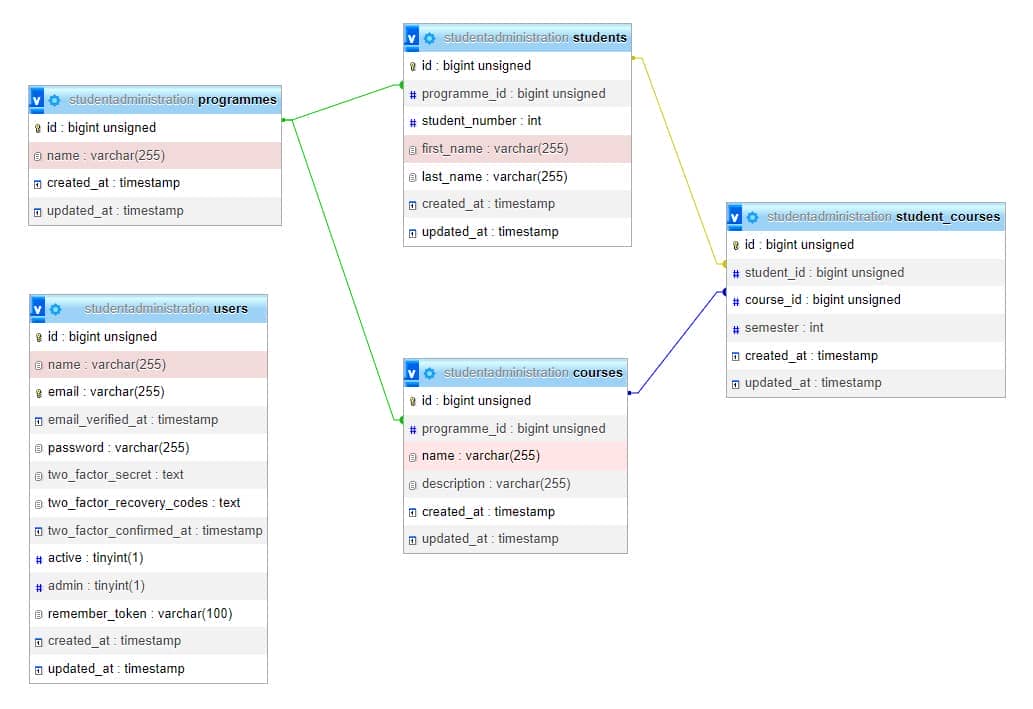 studentadministration programmes
id : bigint unsigned
name : varchar(255)
created_at : timestamp
updated_at : timestamp
studentadministration users
id : bigint unsigned
name : varchar(255)
email : varchar(255)
email_verified_at : timestamp
password : varchar(255)
two_factor_secret : text
two_factor_recovery_codes : text
two_factor_confirmed_at : timestamp
active : tinyint(1)
admin : tinyint(1)
remember_token : varchar(100)
created_at : timestamp
updated_at : timestamp
studentadministration students
id : bigint unsigned
programme_id : bigint unsigned
student_number : int
first_name : varchar(255)
last_name : varchar(255)
created_at : timestamp
updated_at : timestamp
studentadministration courses
id : bigint unsigned
programme_id : bigint unsigned
name : varchar(255)
description : varchar(255)
created_at : timestamp
updated_at : timestamp
studentadministration student_courses
id : bigint unsigned
student_id : bigint unsigned
course_id : bigint unsigned
semester : int
created_at : timestamp
updated_at : timestamp